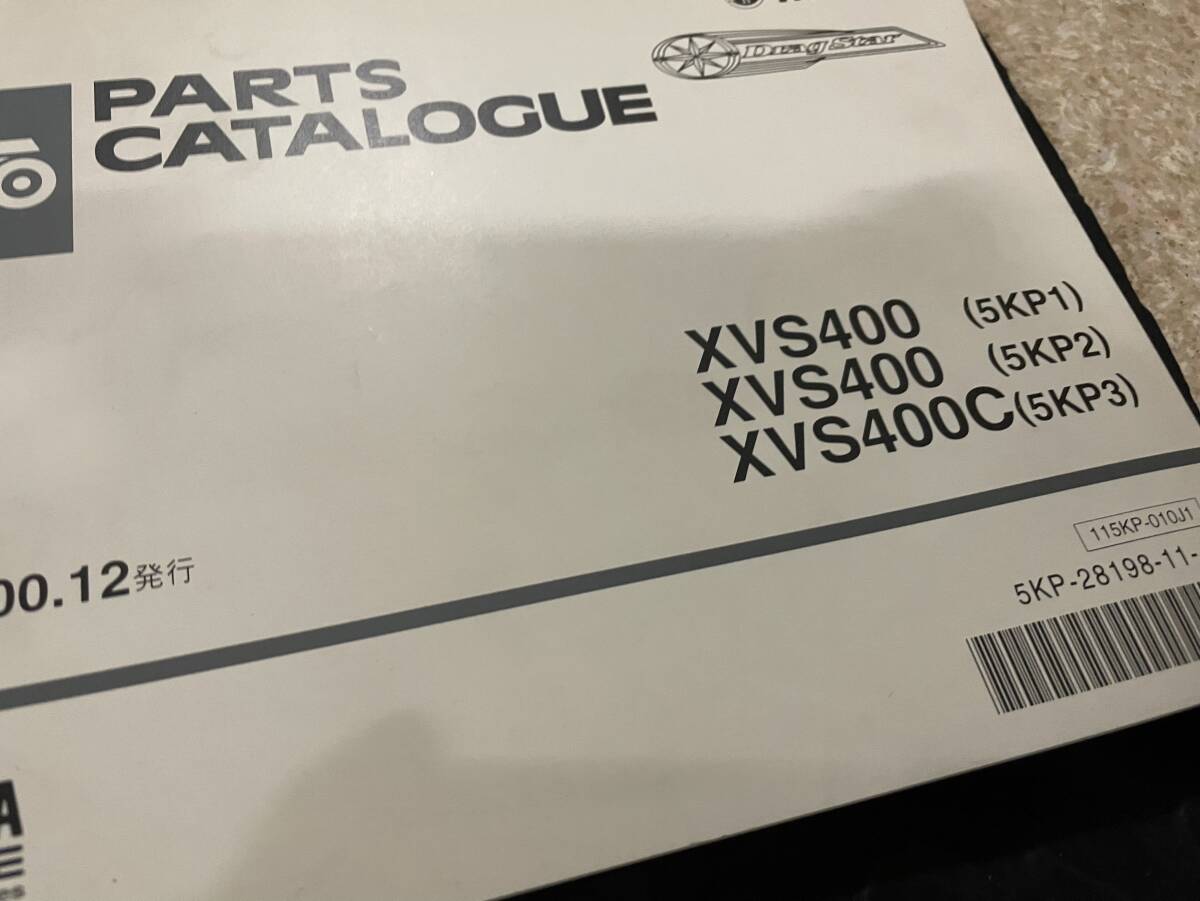 Drag Star
PARTS
CATALOGUE
XVS400 (5KP1)
XVS400 (5KP2)
XVS400C(5KP3)
00.12発行
115KP-010J1
5KP-28198-11-